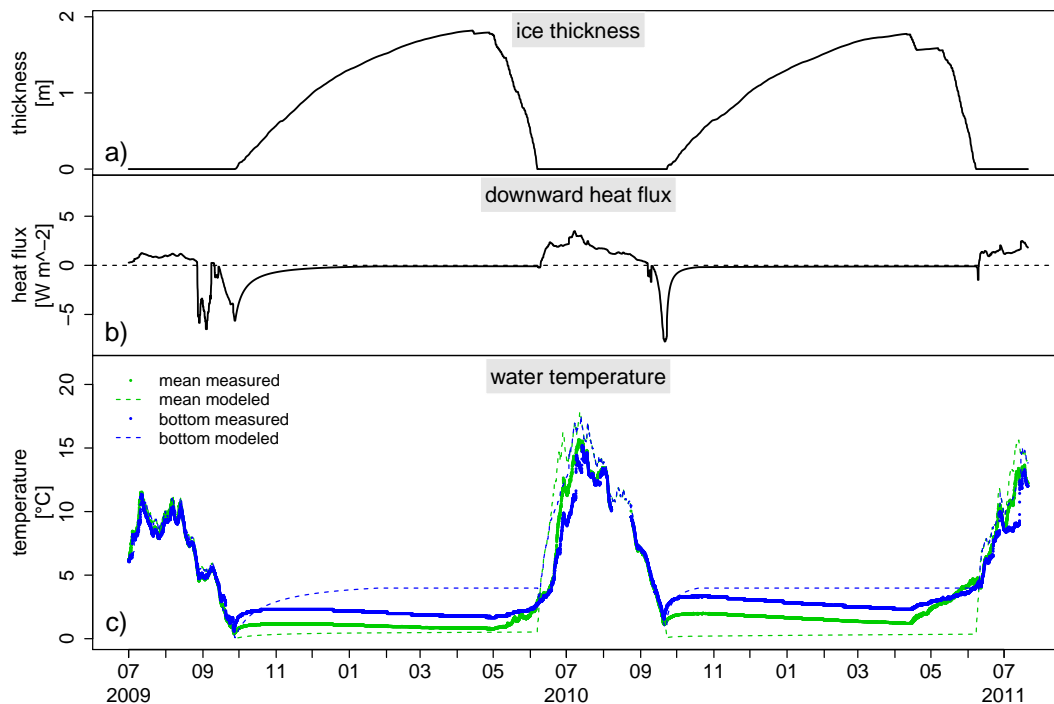 ice thickness
thickness
[m]
0
1
2
a)
downward heat flux
heat flux
[W m^−2]
−5
0
5
b)
water temperature
mean measured
mean modeled
bottom measured
bottom modeled
temperature
[°C]
0
5
10
15
20
c)
07 09 11 01 03 05 07 09 11 01 03 05 07
2009 2010 2011